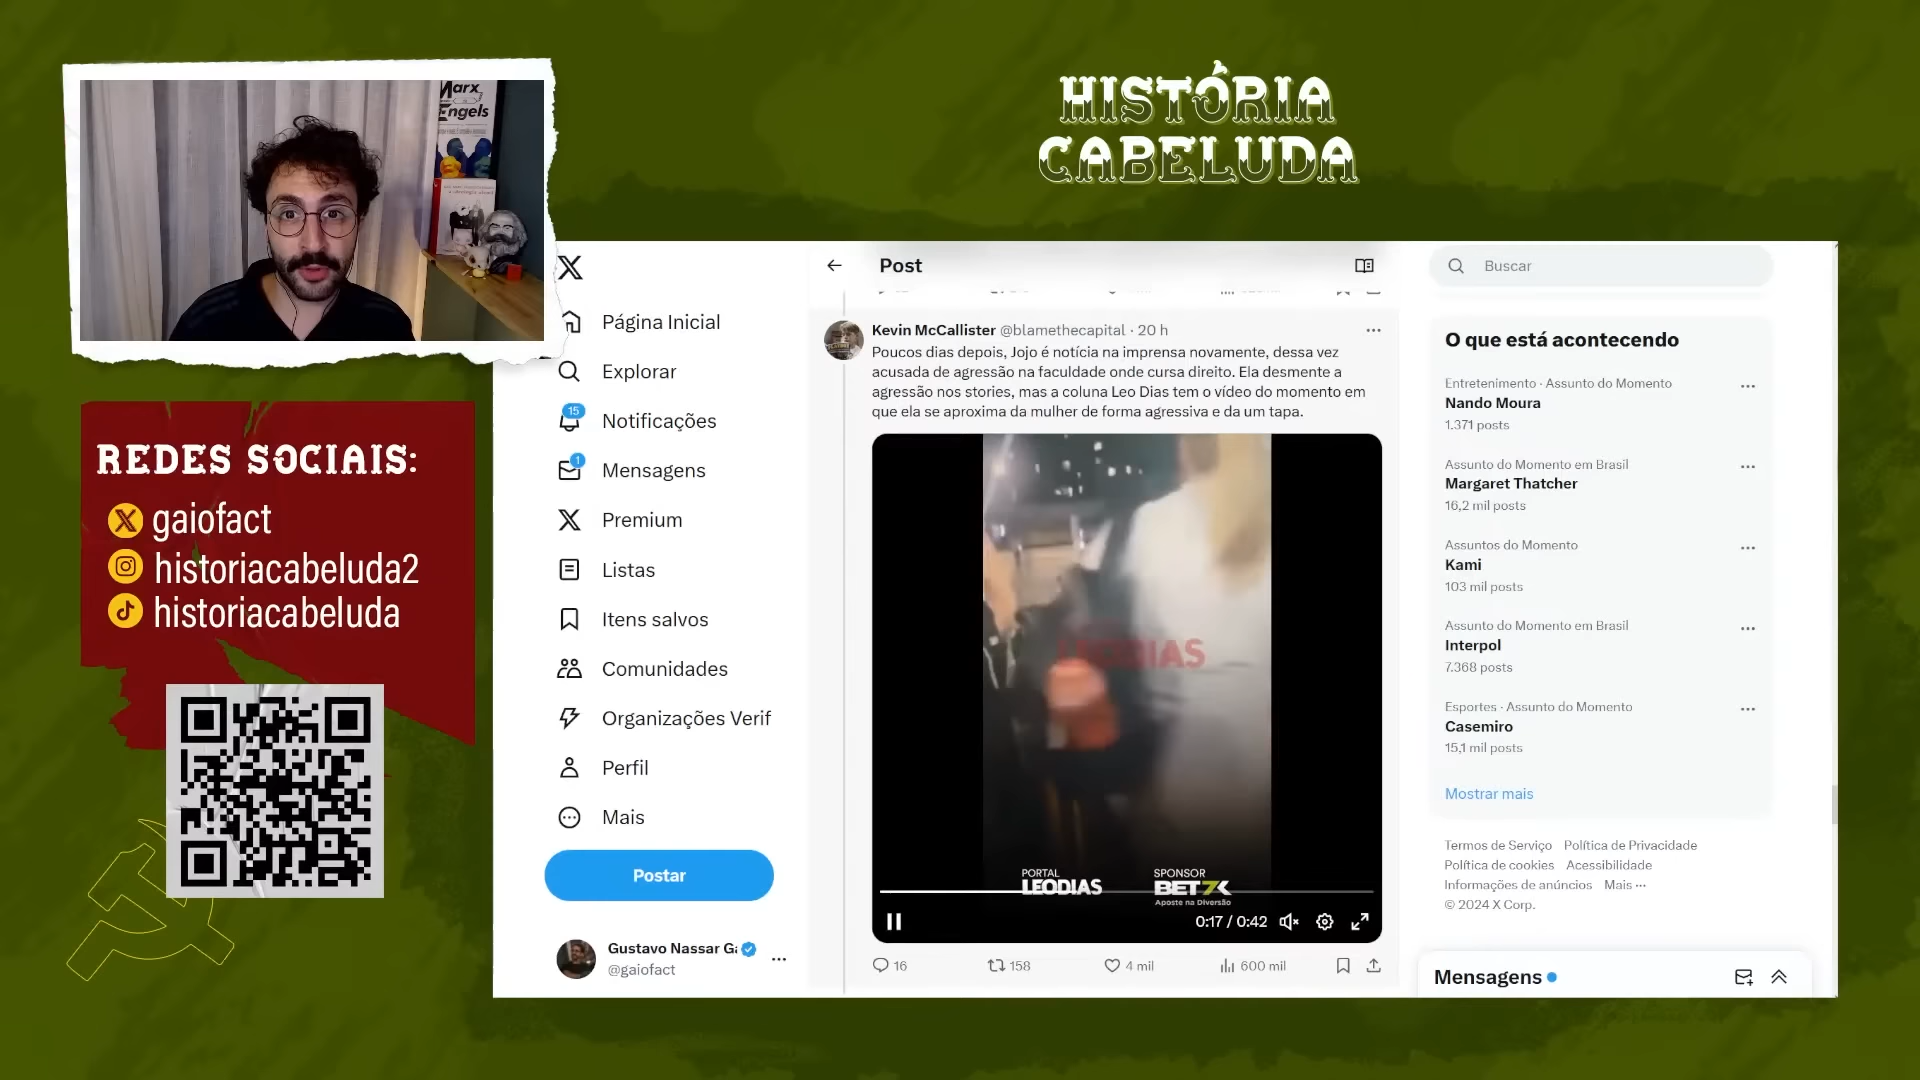 Marx
Engels
HISTÓRIA
CABELUDA
REDES SOCIAIS:
gaiofact
historiacabeluda2
historiacabeluda
Página Inicial
Explorar
15
Notificações
1
Mensagens
Premium
Listas
Itens salvos
Comunidades
Organizações Verif
Perfil
Mais
Postar
Gustavo Nassar Ga
@gaiofact
Post
Kevin McCallister @blamethecapital · 20 h
Poucos dias depois, Jojo é notícia na imprensa novamente, dessa vez
acusada de agressão na faculdade onde cursa direito. Ela desmente a
agressão nos stories, mas a coluna Leo Dias tem o vídeo do momento em
que ela se aproxima da mulher de forma agressiva e da um tapa.
LEODIAS
PORTAL
LEODIAS
SPONSOR
BET7K
Aposte na Diversão
0:17 / 0:42
16
158
4 mil
600 mil
Buscar
O que está acontecendo
Entretenimento · Assunto do Momento
Nando Moura
1.371 posts
Assunto do Momento em Brasil
Margaret Thatcher
16,2 mil posts
Assuntos do Momento
Kami
103 mil posts
Assunto do Momento em Brasil
Interpol
7.368 posts
Esportes · Assunto do Momento
Casemiro
15,1 mil posts
Mostrar mais
Termos de Serviço Política de Privacidade
Política de cookies Acessibilidade
Informações de anúncios Mais ···
© 2024 X Corp.
Mensagens